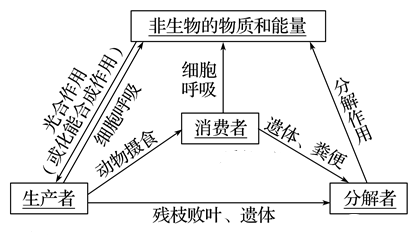 非生物的物质和能量
光合作用
(或化能合成作用)
细胞呼吸
细胞
呼吸
分解作用
动物摄食
消费者
遗体、粪便
生产者
分解者
残枝败叶、遗体